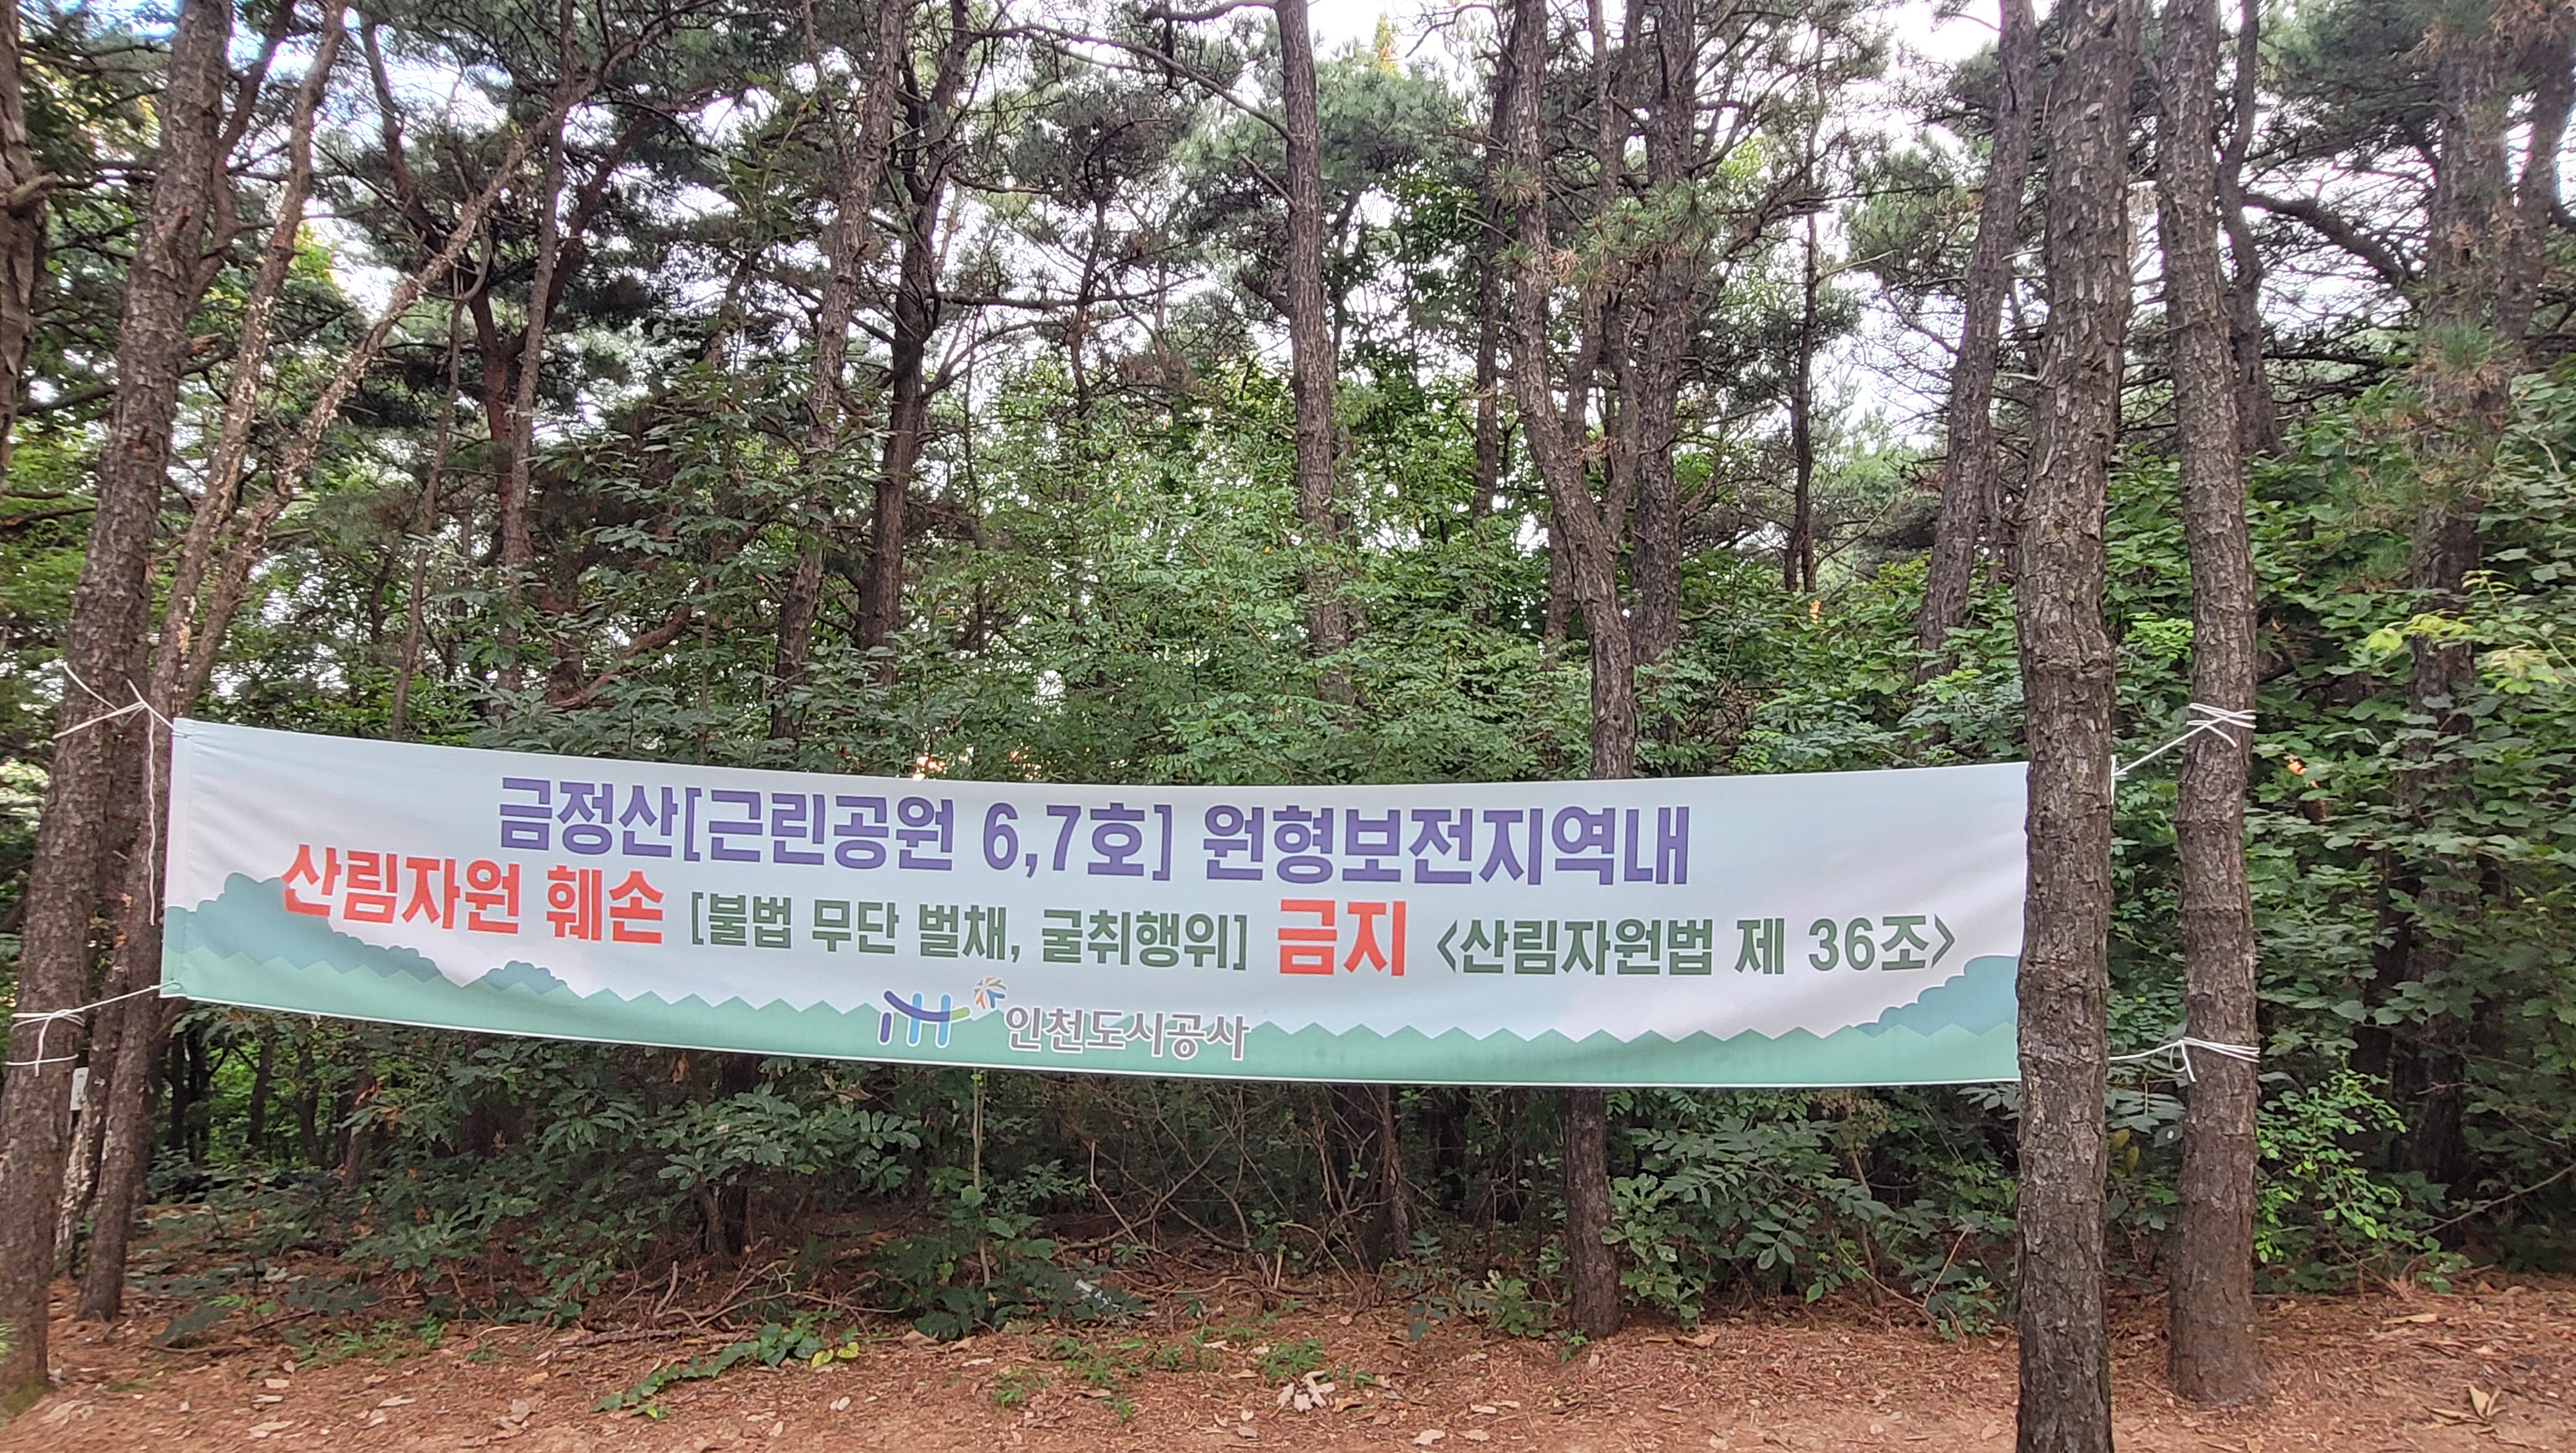 금정산[근린공원 6,7호] 원형보전지역내
산림자원 훼손 [불법 무단 벌채, 굴취행위] 금지 <산림자원법 제 36조>
iH 인천도시공사